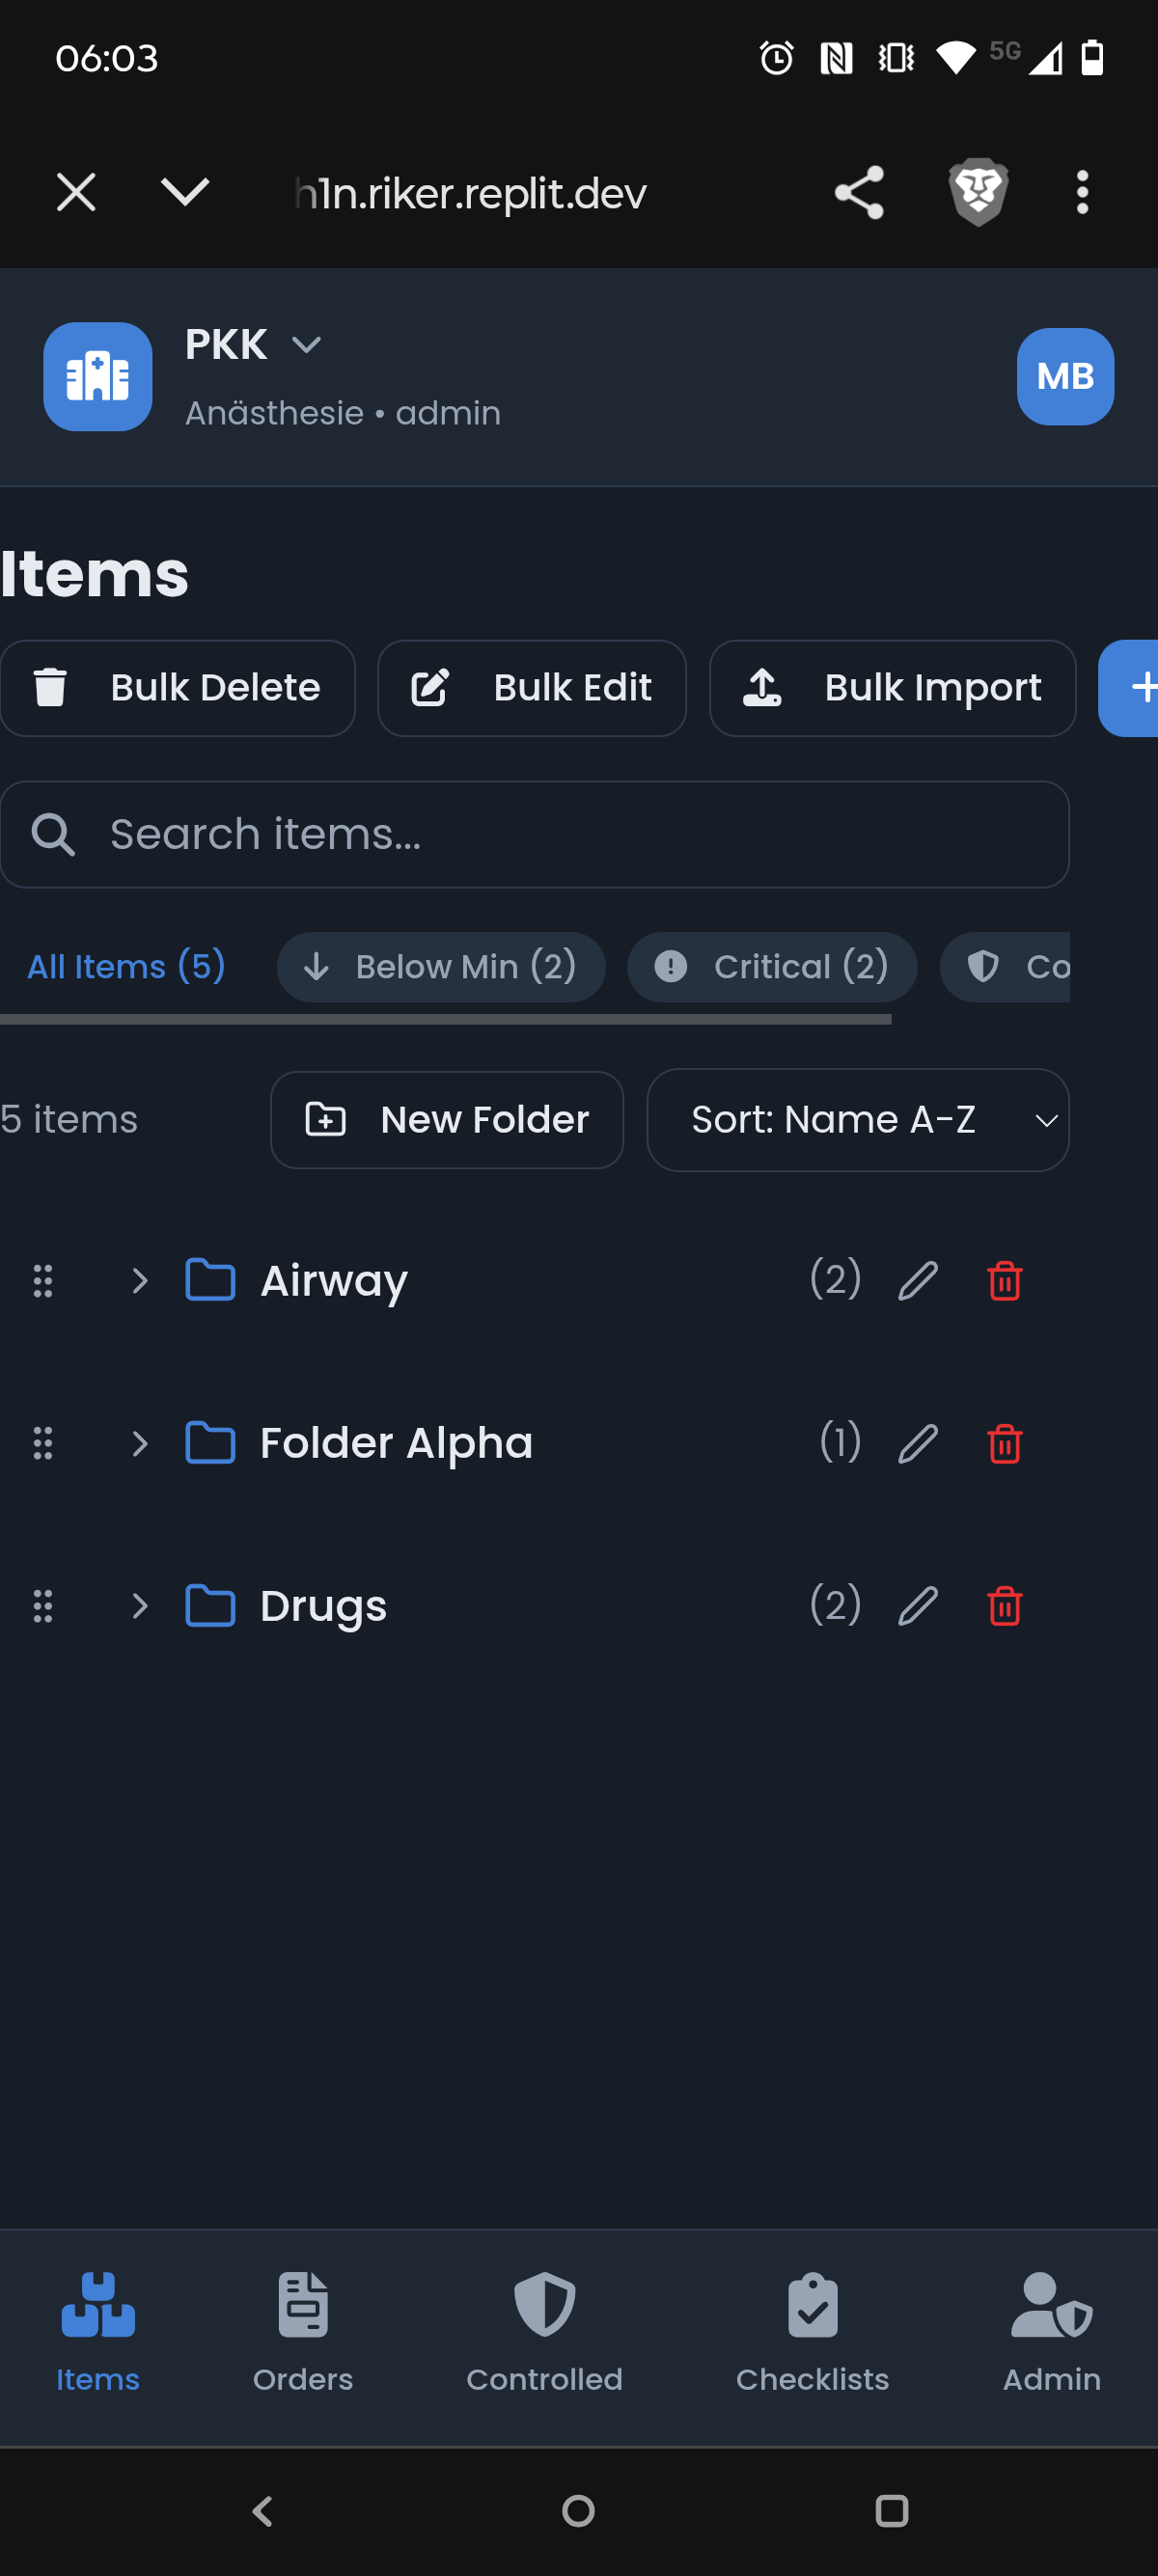 06:03
5G
h1n.riker.replit.dev
PKK
Anästhesie • admin
MB
Items
Bulk Delete
Bulk Edit
Bulk Import
Search items...
All Items (5)
Below Min (2)
Critical (2)
Co
5 items
New Folder
Sort: Name A-Z
Airway
(2)
Folder Alpha
(1)
Drugs
(2)
Items
Orders
Controlled
Checklists
Admin